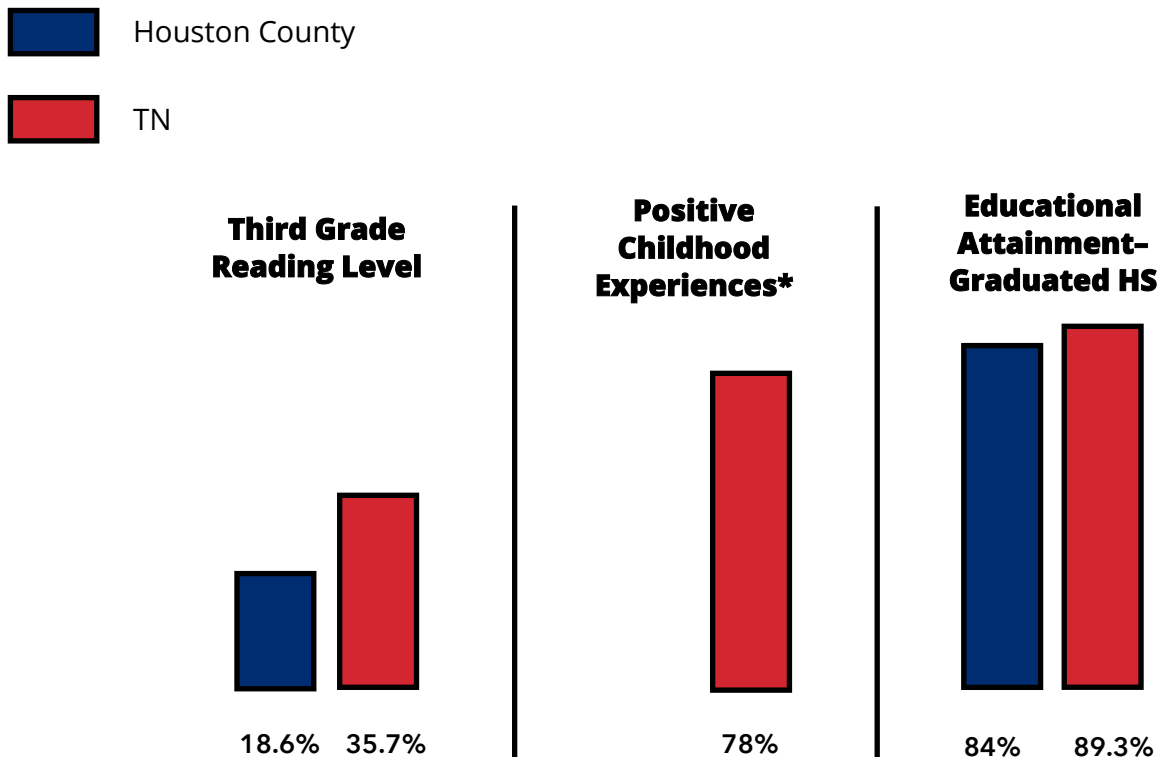 Houston County
TN
Third Grade
Reading Level
18.6% 35.7%
Positive
Childhood
Experiences*
78%
Educational
Attainment–
Graduated HS
84% 89.3%